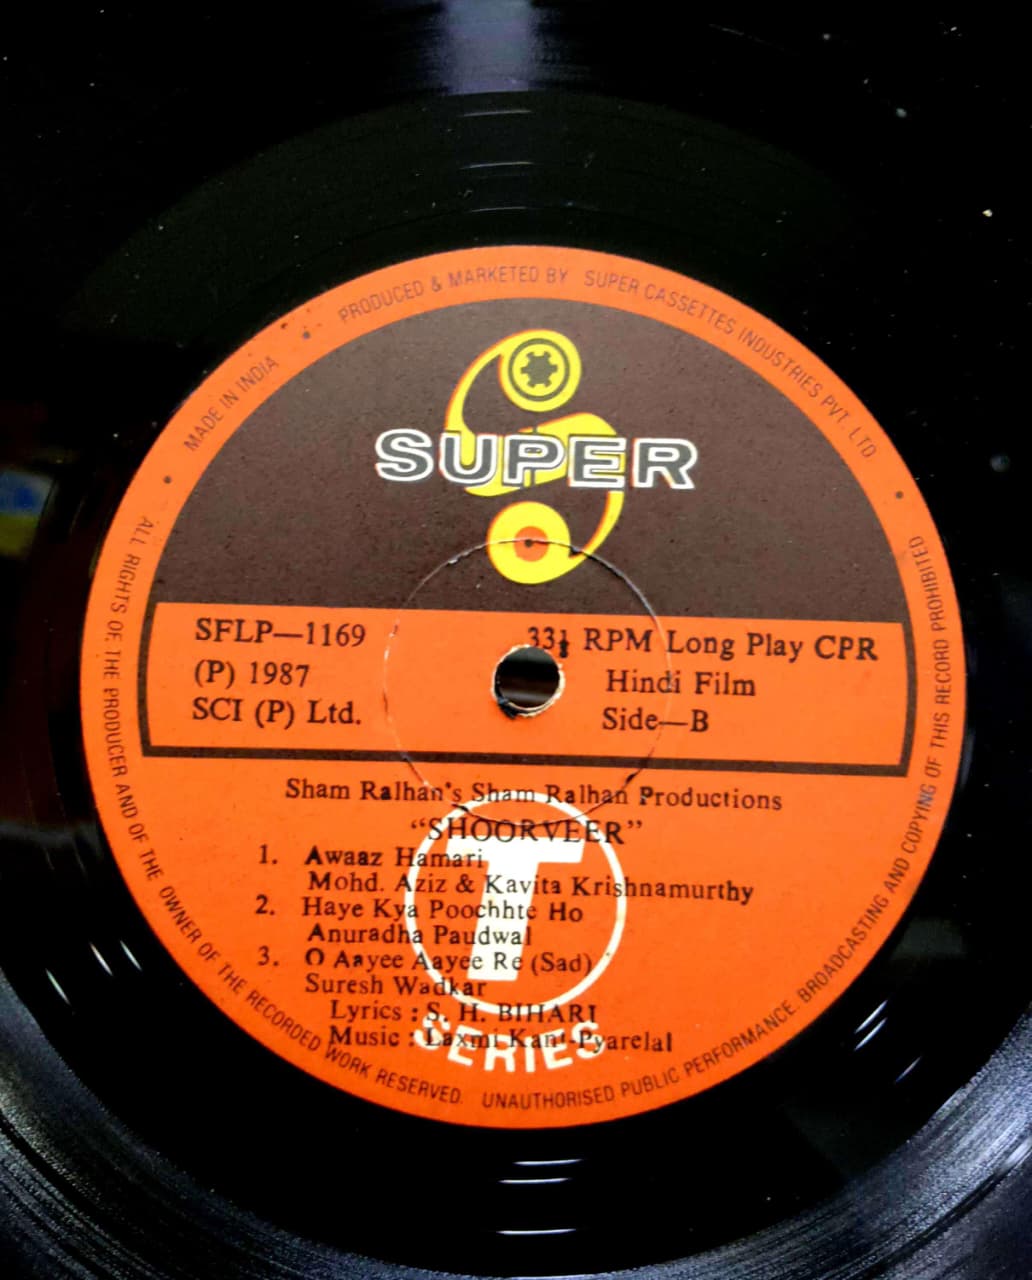 MADE IN INDIA • PRODUCED & MARKETED BY SUPER CASSETTES INDUSTRIES PVT. LTD.
SUPER
SFLP—1169
(P) 1987
SCI (P) Ltd.
33⅓ RPM Long Play CPR
Hindi Film
Side—B
Sham Ralhan's Sham Ralhan Productions
“SHOORVEER”
1. Awaaz Hamari
Mohd. Aziz & Kavita Krishnamurthy
2. Haye Kya Poochhte Ho
Anuradha Paudwal
3. O Aayee Aayee Re (Sad)
Suresh Wadkar
Lyrics : S. H. BIHARI
Music : Laxmi Kant-Pyarelal
T
SERIES
ALL RIGHTS OF THE PRODUCER AND OF THE OWNER OF THE RECORDED WORK RESERVED. UNAUTHORISED PUBLIC PERFORMANCE. BROADCASTING AND COPYING OF THIS RECORD PROHIBITED